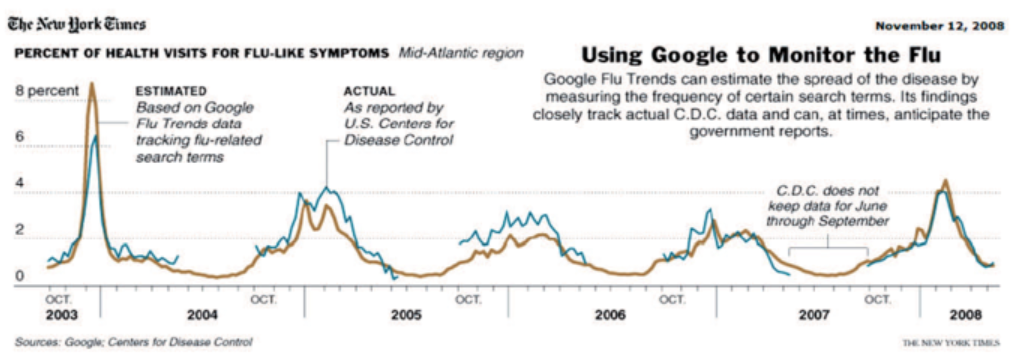 The New York Times
November 12, 2008
PERCENT OF HEALTH VISITS FOR FLU-LIKE SYMPTOMS Mid-Atlantic region
Using Google to Monitor the Flu
Google Flu Trends can estimate the spread of the disease by
measuring the frequency of certain search terms. Its findings
closely track actual C.D.C. data and can, at times, anticipate the
government reports.
8 percent
6
4
2
0
ESTIMATED
Based on Google
Flu Trends data
tracking flu-related
search terms
ACTUAL
As reported by
U.S. Centers for
Disease Control
C.D.C. does not
keep data for June
through September
OCT. OCT. OCT. OCT. OCT.
2003 2004 2005 2006 2007 2008
Sources: Google; Centers for Disease Control
THE NEW YORK TIMES